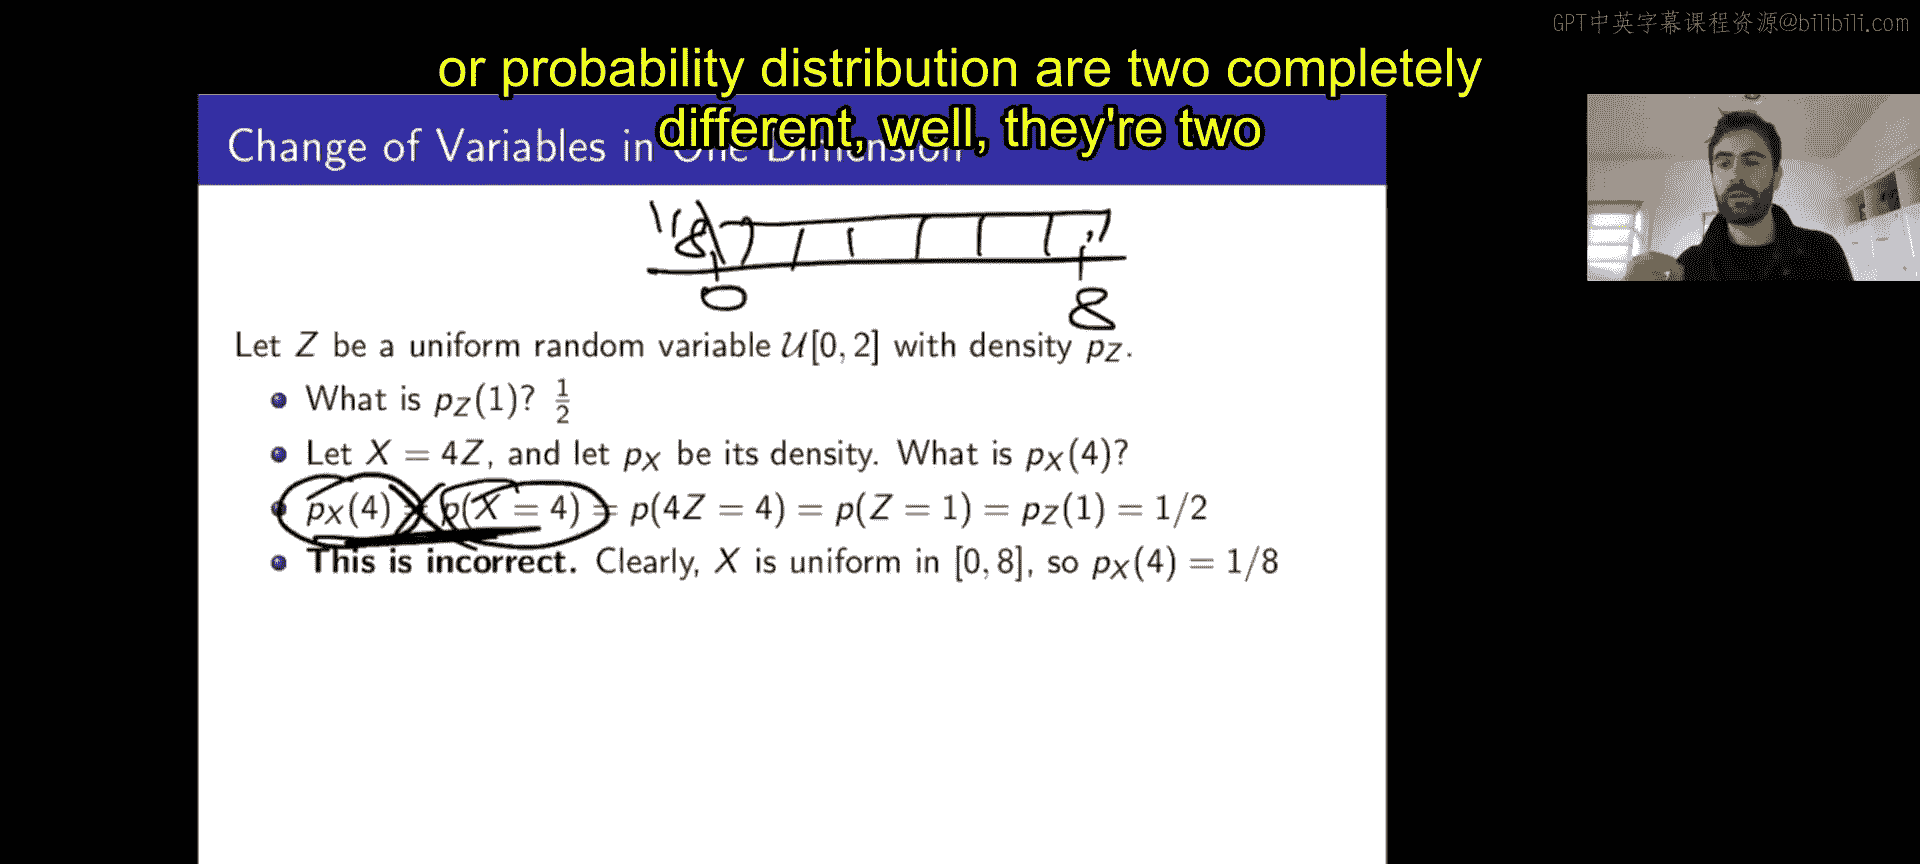 GPT中英字幕课程资源@bilibili.com
or probability distribution are two completely
different, well, they're two
Change of Variables in One Dimension
1/8
0 8
Let Z be a uniform random variable 𝒰[0, 2] with density p_Z.
What is p_Z(1)? 1/2
Let X = 4Z, and let p_X be its density. What is p_X(4)?
p_X(4) = p(X = 4) = p(4Z = 4) = p(Z = 1) = p_Z(1) = 1/2
This is incorrect. Clearly, X is uniform in [0, 8], so p_X(4) = 1/8